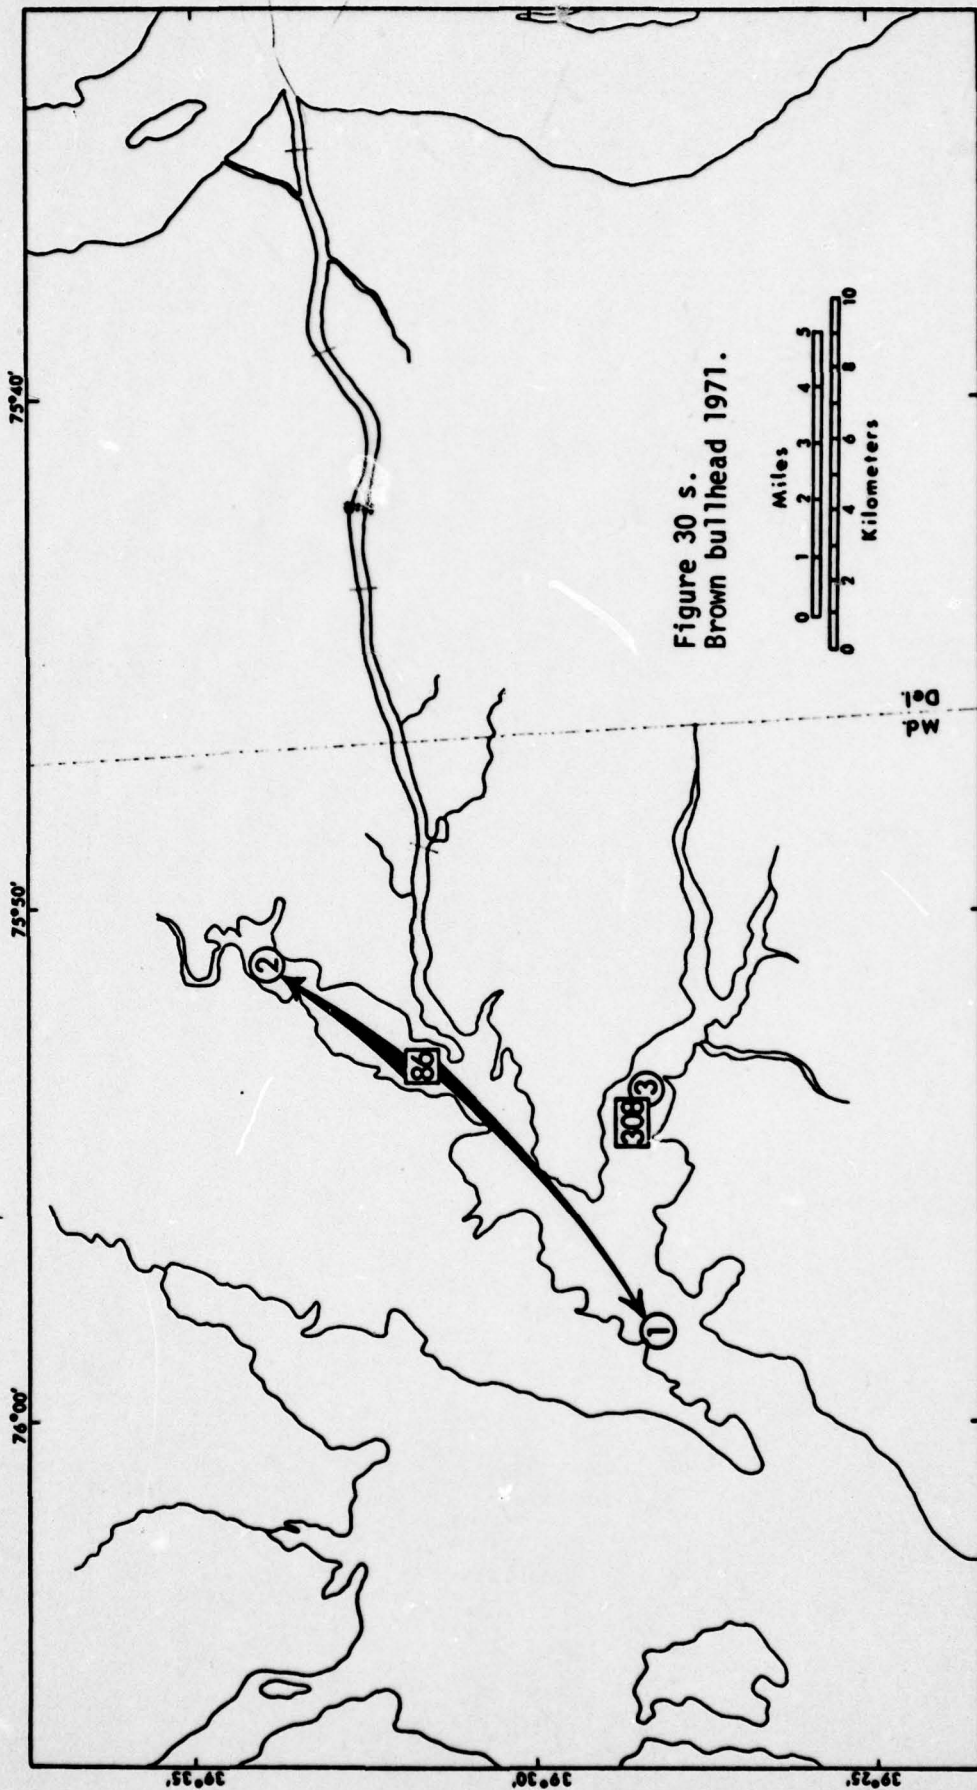 76°00'
75°50'
75°40'
39°35'
39°30'
39°25'
2
86
1
3
308
Md.
Del.
Figure 30 s.
Brown bullhead 1971.
Miles
0 1 2 3 4 5
0 2 4 6 8 10
Kilometers